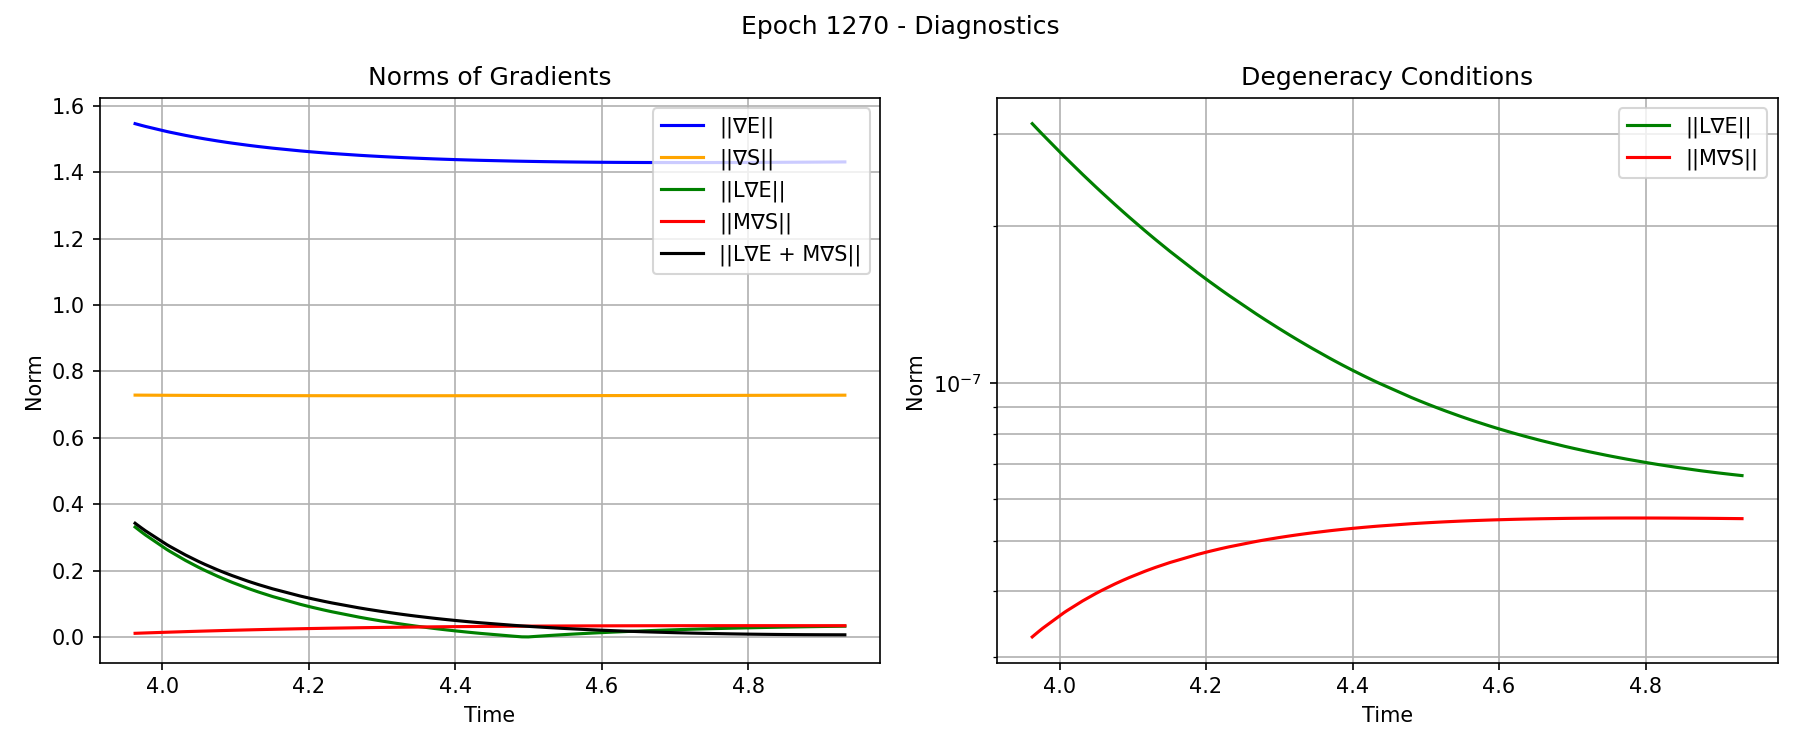 Epoch 1270 - Diagnostics
Norms of Gradients
1.6
1.4
1.2
1.0
0.8
0.6
0.4
0.2
0.0
Norm
||∇E||
||∇S||
||L∇E||
||M∇S||
||L∇E + M∇S||
4.0
4.2
4.4
4.6
4.8
Time
Degeneracy Conditions
10⁻⁷
Norm
||L∇E||
||M∇S||
4.0
4.2
4.4
4.6
4.8
Time